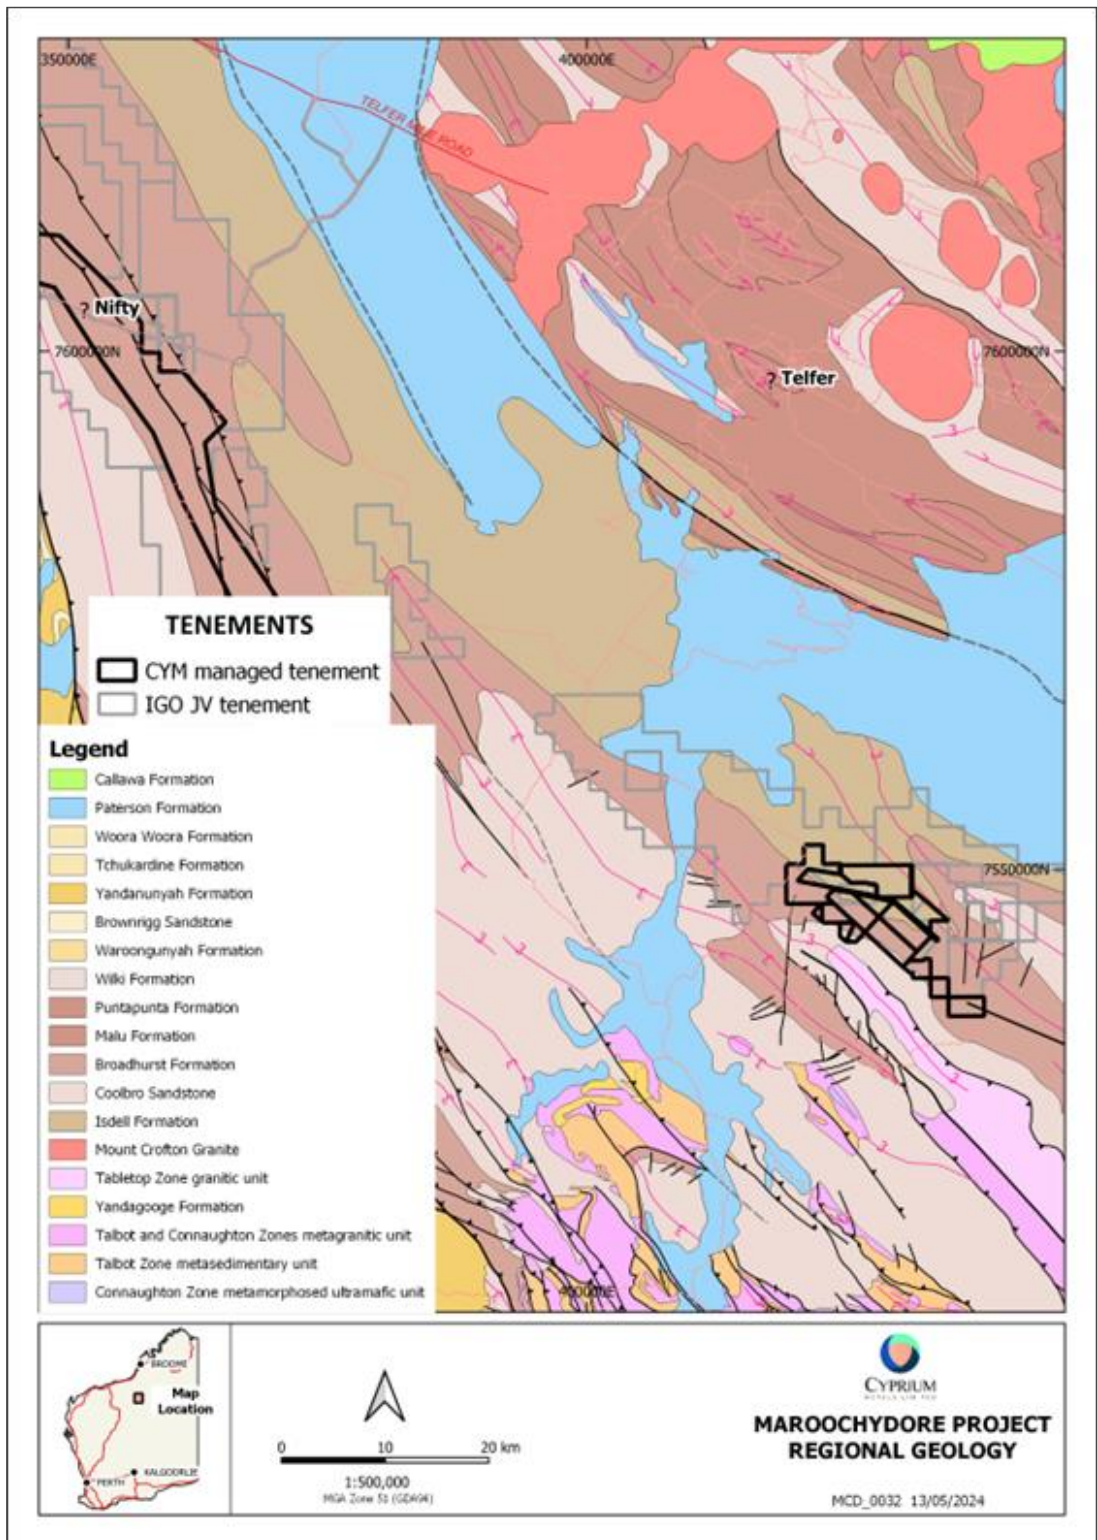 350000E
400000E
TELFER MINE ROAD
? Nifty
7600000N
7600000N
? Telfer
TENEMENTS
CYM managed tenement
IGO JV tenement
Legend
Callawa Formation
Paterson Formation
Woora Woora Formation
Tchukardine Formation
Yandanunyah Formation
Brownrigg Sandstone
Waroongunyah Formation
Wilki Formation
Puntapunta Formation
Malu Formation
Broadhurst Formation
Coolbro Sandstone
Isdell Formation
Mount Crofton Granite
Tabletop Zone granitic unit
Yandagooge Formation
Talbot and Connaughton Zones metagranitic unit
Talbot Zone metasedimentary unit
Connaughton Zone metamorphosed ultramafic unit
7550000N
400000E
BROOME
Map
Location
KALGOORLIE
PERTH
0 10 20 km
1:500,000
MGA Zone 51 (GDA94)
CYPRIUM
METALS LIMITED
MAROOCHYDORE PROJECT
REGIONAL GEOLOGY
MCD_0032 13/05/2024